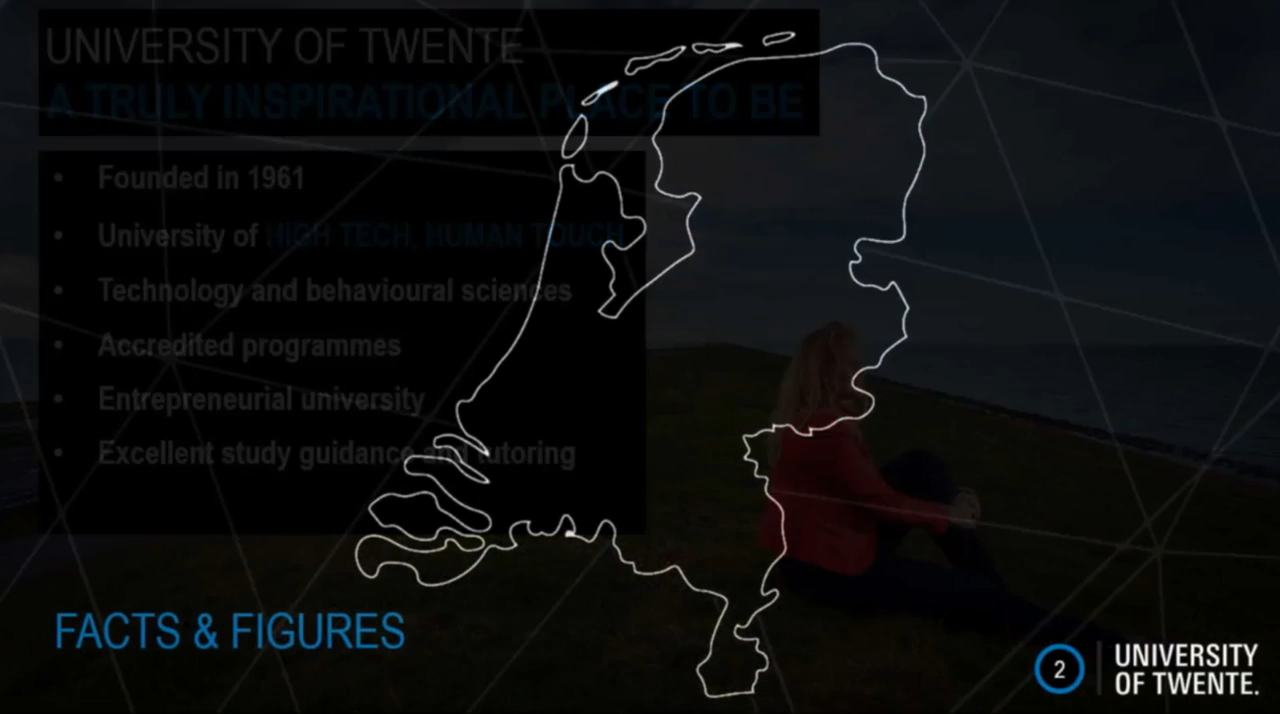 UNIVERSITY OF TWENTE
A TRULY INSPIRATIONAL PLACE TO BE
• Founded in 1961
• University of HIGH TECH, HUMAN TOUCH
• Technology and behavioural sciences
• Accredited programmes
• Entrepreneurial university
• Excellent study guidance and tutoring
FACTS & FIGURES
2
UNIVERSITY
OF TWENTE.